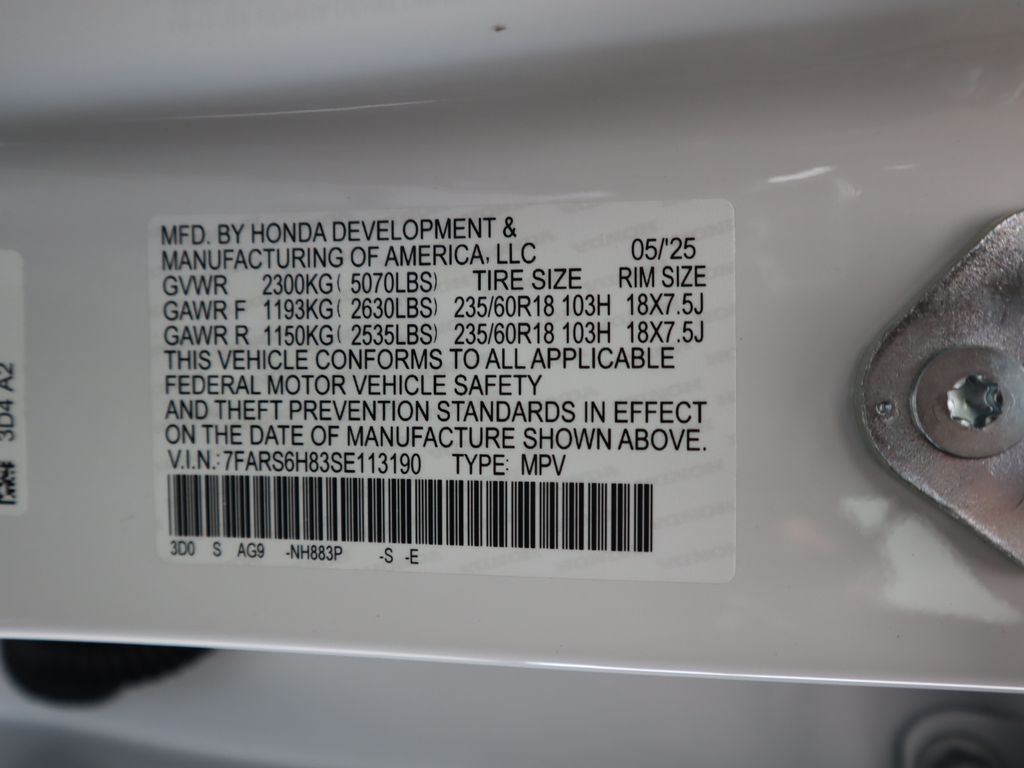 MFD. BY HONDA DEVELOPMENT &
MANUFACTURING OF AMERICA, LLC 05/'25
GVWR 2300KG( 5070LBS) TIRE SIZE RIM SIZE
GAWR F 1193KG( 2630LBS) 235/60R18 103H 18X7.5J
GAWR R 1150KG( 2535LBS) 235/60R18 103H 18X7.5J
THIS VEHICLE CONFORMS TO ALL APPLICABLE
FEDERAL MOTOR VEHICLE SAFETY
AND THEFT PREVENTION STANDARDS IN EFFECT
ON THE DATE OF MANUFACTURE SHOWN ABOVE.
V.I.N.: 7FARS6H83SE113190 TYPE: MPV
3D0 S AG9 -NH883P -S -E
3D4 A2